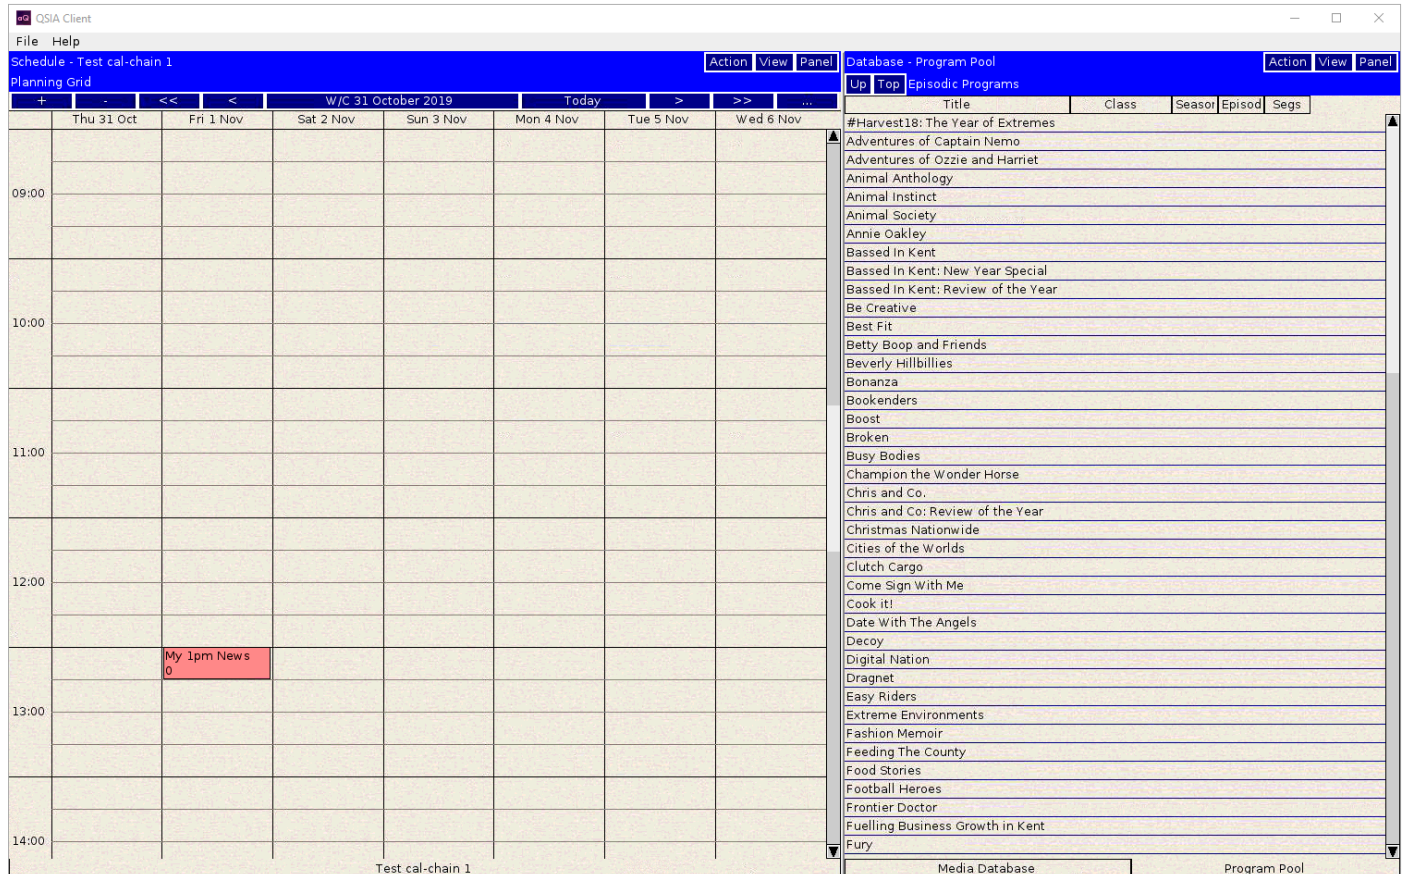 QSIA Client
File Help
Schedule - Test cal-chain 1 Action View Panel
Planning Grid
+ - << < W/C 31 October 2019 Today > >> ...
Thu 31 Oct Fri 1 Nov Sat 2 Nov Sun 3 Nov Mon 4 Nov Tue 5 Nov Wed 6 Nov
09:00
10:00
11:00
12:00
My 1pm News
0
13:00
14:00
Test cal-chain 1
Database - Program Pool Action View Panel
Up Top Episodic Programs
Title Class Season Episod Segs
#Harvest18: The Year of Extremes
Adventures of Captain Nemo
Adventures of Ozzie and Harriet
Animal Anthology
Animal Instinct
Animal Society
Annie Oakley
Bassed In Kent
Bassed In Kent: New Year Special
Bassed In Kent: Review of the Year
Be Creative
Best Fit
Betty Boop and Friends
Beverly Hillbillies
Bonanza
Bookenders
Boost
Broken
Busy Bodies
Champion the Wonder Horse
Chris and Co.
Chris and Co: Review of the Year
Christmas Nationwide
Cities of the Worlds
Clutch Cargo
Come Sign With Me
Cook it!
Date With The Angels
Decoy
Digital Nation
Dragnet
Easy Riders
Extreme Environments
Fashion Memoir
Feeding The County
Food Stories
Football Heroes
Frontier Doctor
Fuelling Business Growth in Kent
Fury
Media Database Program Pool